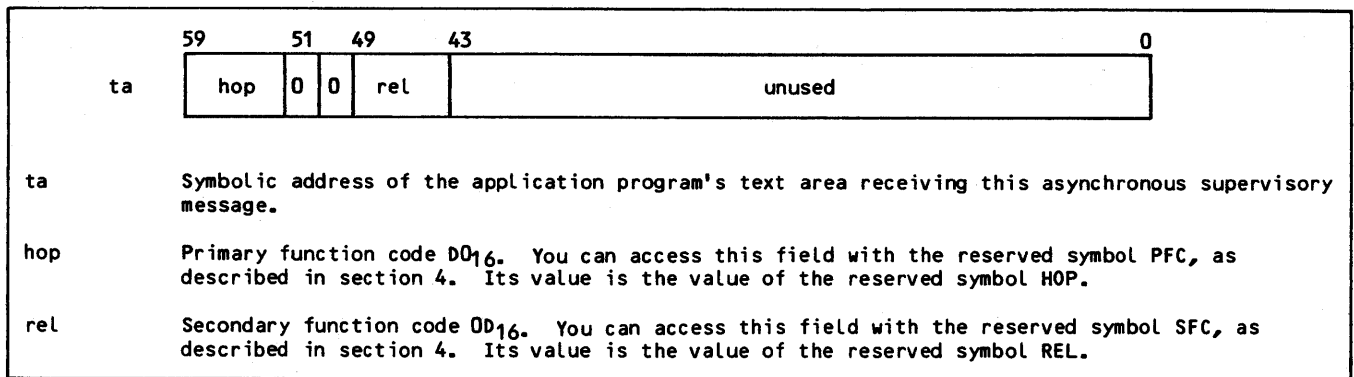 59 51 49 43 0
ta hop 0 0 rel unused
ta Symbolic address of the application program's text area receiving this asynchronous supervisory
message.
hop Primary function code D0₁₆. You can access this field with the reserved symbol PFC, as
described in section 4. Its value is the value of the reserved symbol HOP.
rel Secondary function code 0D₁₆. You can access this field with the reserved symbol SFC, as
described in section 4. Its value is the value of the reserved symbol REL.